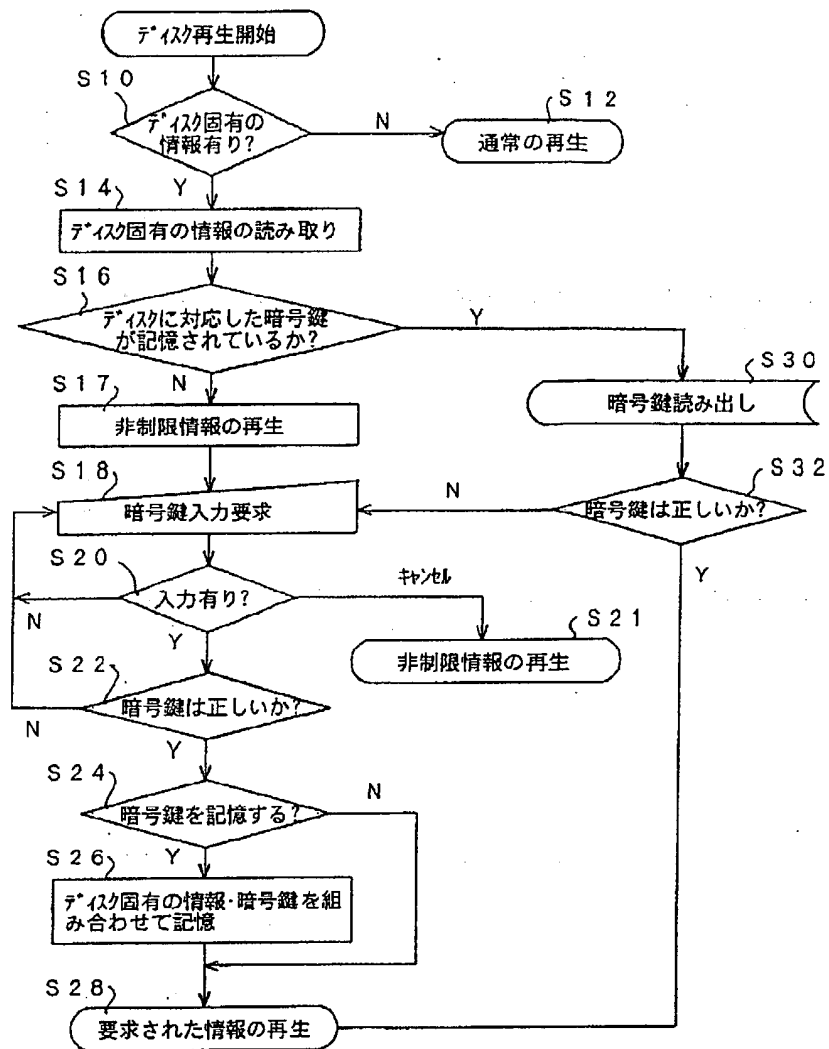 ディスク再生開始
S10
ディスク固有の
情報有り?
N
S12
通常の再生
Y
S14
ディスク固有の情報の読み取り
S16
ディスクに対応した暗号鍵
が記憶されているか?
Y
N
S17
非制限情報の再生
S30
暗号鍵読み出し
S18
暗号鍵入力要求
N
S32
暗号鍵は正しいか?
Y
S20
入力有り?
キャンセル
N
Y
S21
非制限情報の再生
S22
暗号鍵は正しいか?
N
Y
S24
暗号鍵を記憶する?
N
Y
S26
ディスク固有の情報・暗号鍵を組
み合わせて記憶
S28
要求された情報の再生